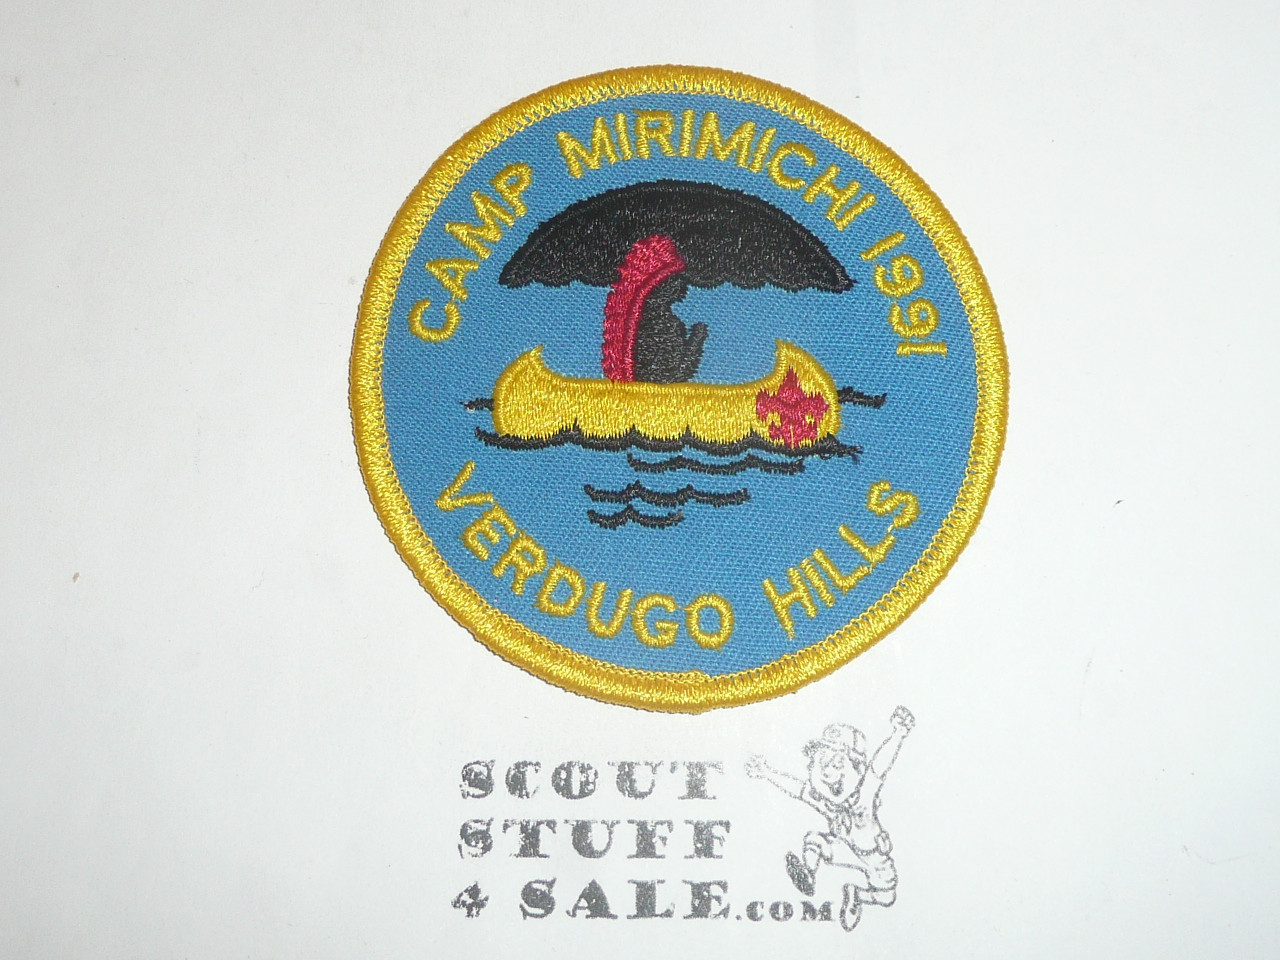 CAMP MIRIMICHI 1991
VERDUGO HILLS
SCOUT
STUFF
4 SALE.COM